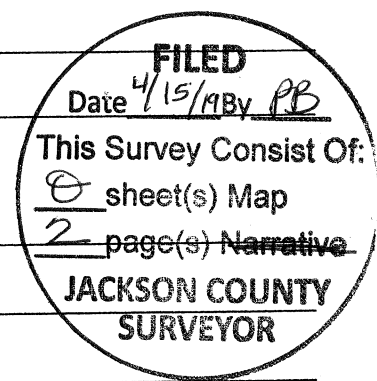 FILED
Date 4/15/19 By PB
This Survey Consist Of:
0 sheet(s) Map
2 page(s) Narrative
JACKSON COUNTY
SURVEYOR